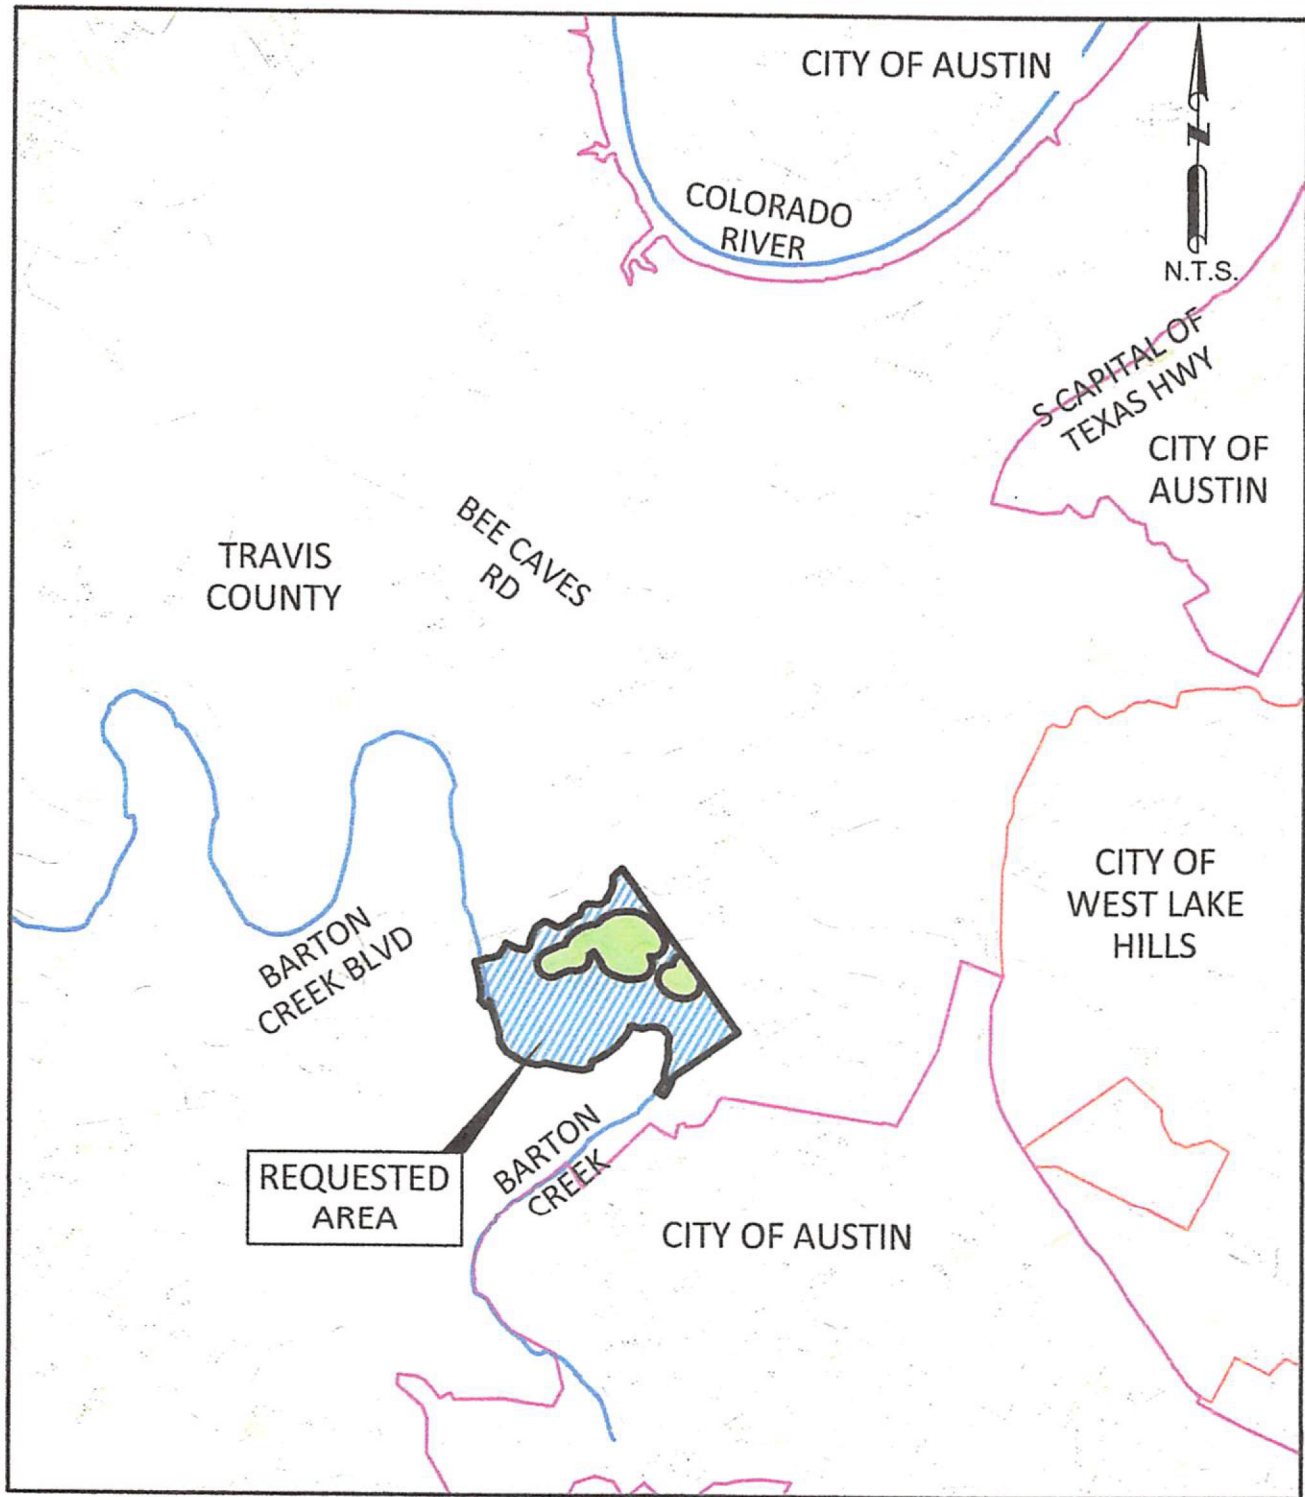 CITY OF AUSTIN
COLORADO
RIVER
N
N.T.S.
S CAPITAL OF
TEXAS HWY
CITY OF
AUSTIN
BEE CAVES
RD
TRAVIS
COUNTY
CITY OF
WEST LAKE
HILLS
BARTON
CREEK BLVD
BARTON
CREEK
REQUESTED
AREA
CITY OF AUSTIN